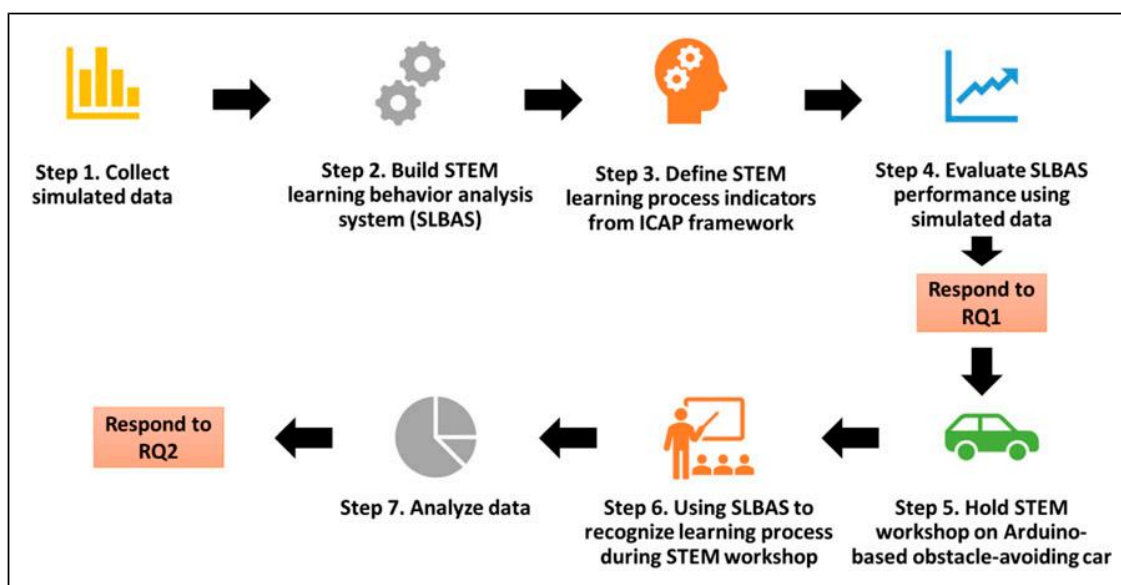 Step 1. Collect
simulated data
Step 2. Build STEM
learning behavior analysis
system (SLBAS)
Step 3. Define STEM
learning process indicators
from ICAP framework
Step 4. Evaluate SLBAS
performance using
simulated data
Respond to
RQ1
Step 5. Hold STEM
workshop on Arduino-
based obstacle-avoiding car
Step 6. Using SLBAS to
recognize learning process
during STEM workshop
Step 7. Analyze data
Respond to
RQ2